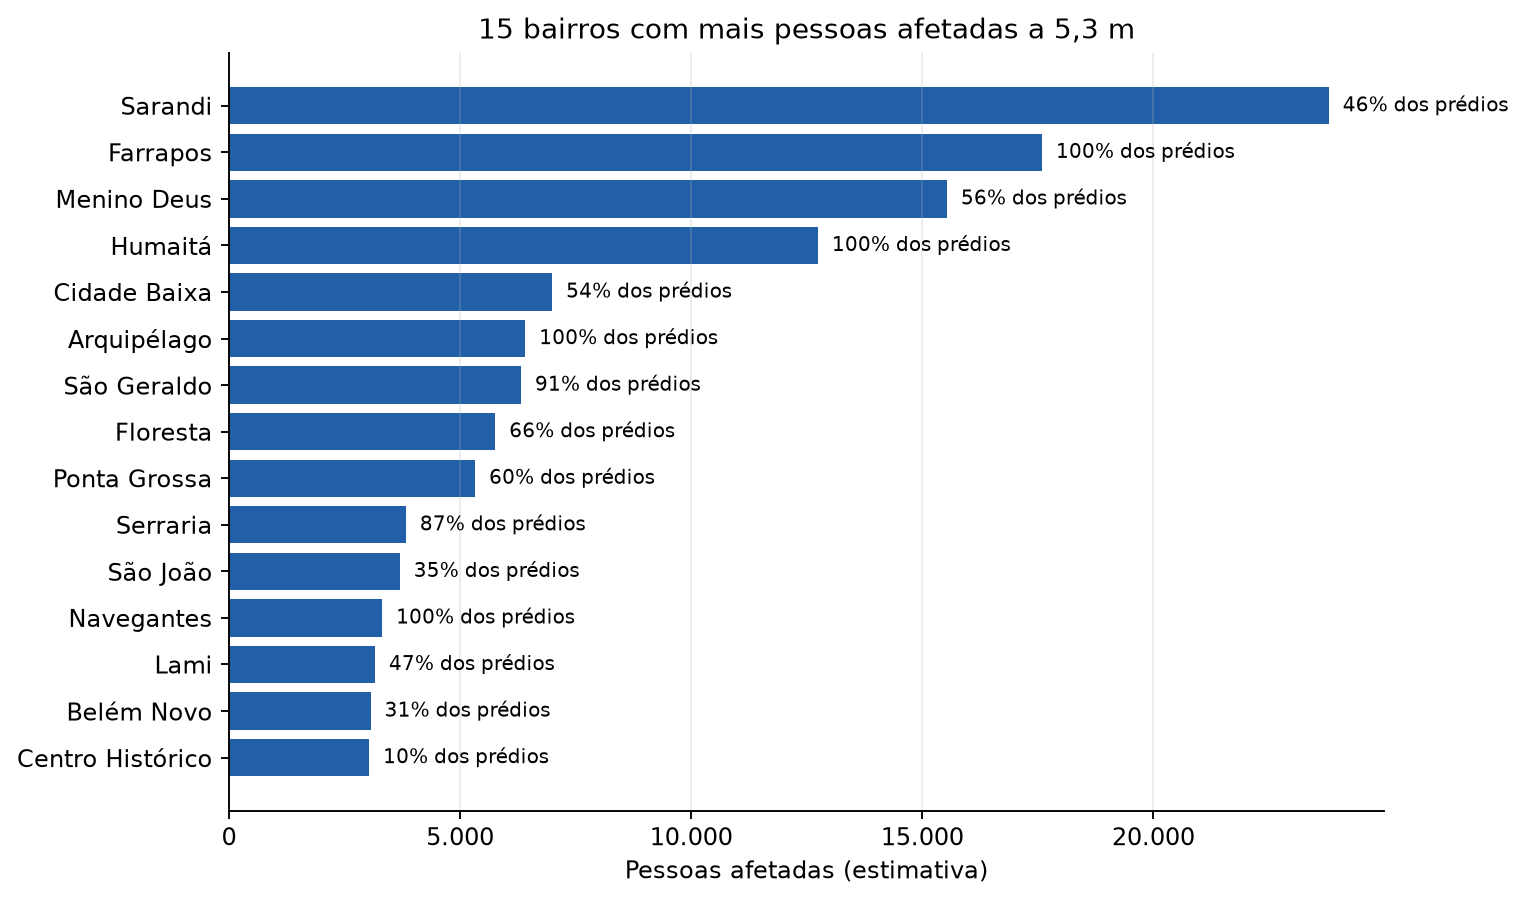 15 bairros com mais pessoas afetadas a 5,3 m
Sarandi 46% dos prédios
Farrapos 100% dos prédios
Menino Deus 56% dos prédios
Humaitá 100% dos prédios
Cidade Baixa 54% dos prédios
Arquipélago 100% dos prédios
São Geraldo 91% dos prédios
Floresta 66% dos prédios
Ponta Grossa 60% dos prédios
Serraria 87% dos prédios
São João 35% dos prédios
Navegantes 100% dos prédios
Lami 47% dos prédios
Belém Novo 31% dos prédios
Centro Histórico 10% dos prédios
0 5.000 10.000 15.000 20.000
Pessoas afetadas (estimativa)